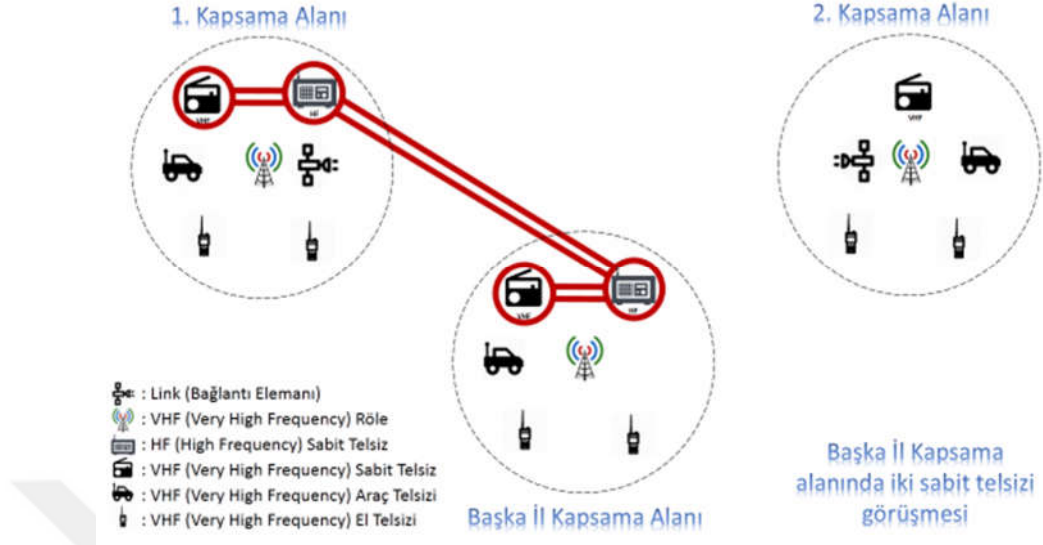 1. Kapsama Alanı
2. Kapsama Alanı
VHF
HF
VHF
VHF
HF
: Link (Bağlantı Elemanı)
: VHF (Very High Frequency) Röle
: HF (High Frequency) Sabit Telsiz
: VHF (Very High Frequency) Sabit Telsiz
: VHF (Very High Frequency) Araç Telsizi
: VHF (Very High Frequency) El Telsizi
Başka İl Kapsama Alanı
Başka İl Kapsama
alanında iki sabit telsizi
görüşmesi